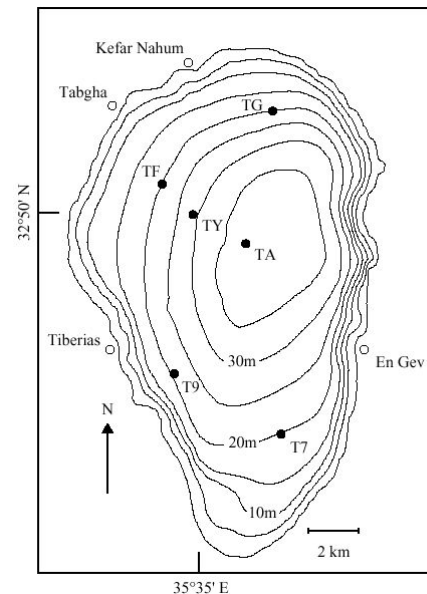 Kefar Nahum
Tabgha
TG
TF
32°50' N
TY
TA
Tiberias
En Gev
30m
T9
N
20m
T7
10m
2 km
35°35' E